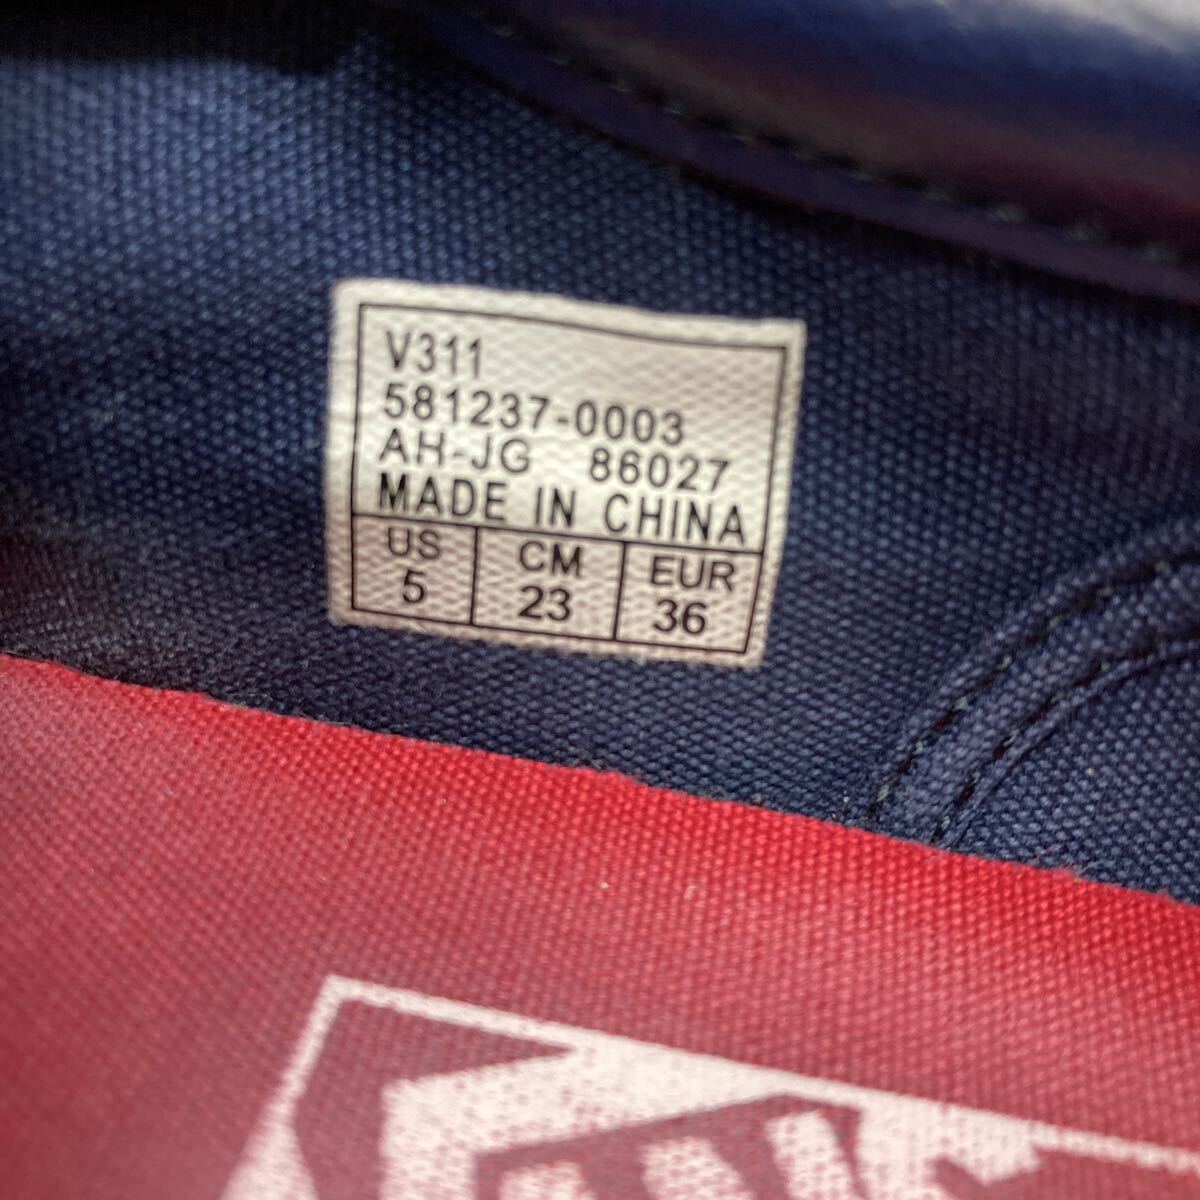 V311
581237-0003
AH-JG 86027
MADE IN CHINA
US CM EUR
5 23 36